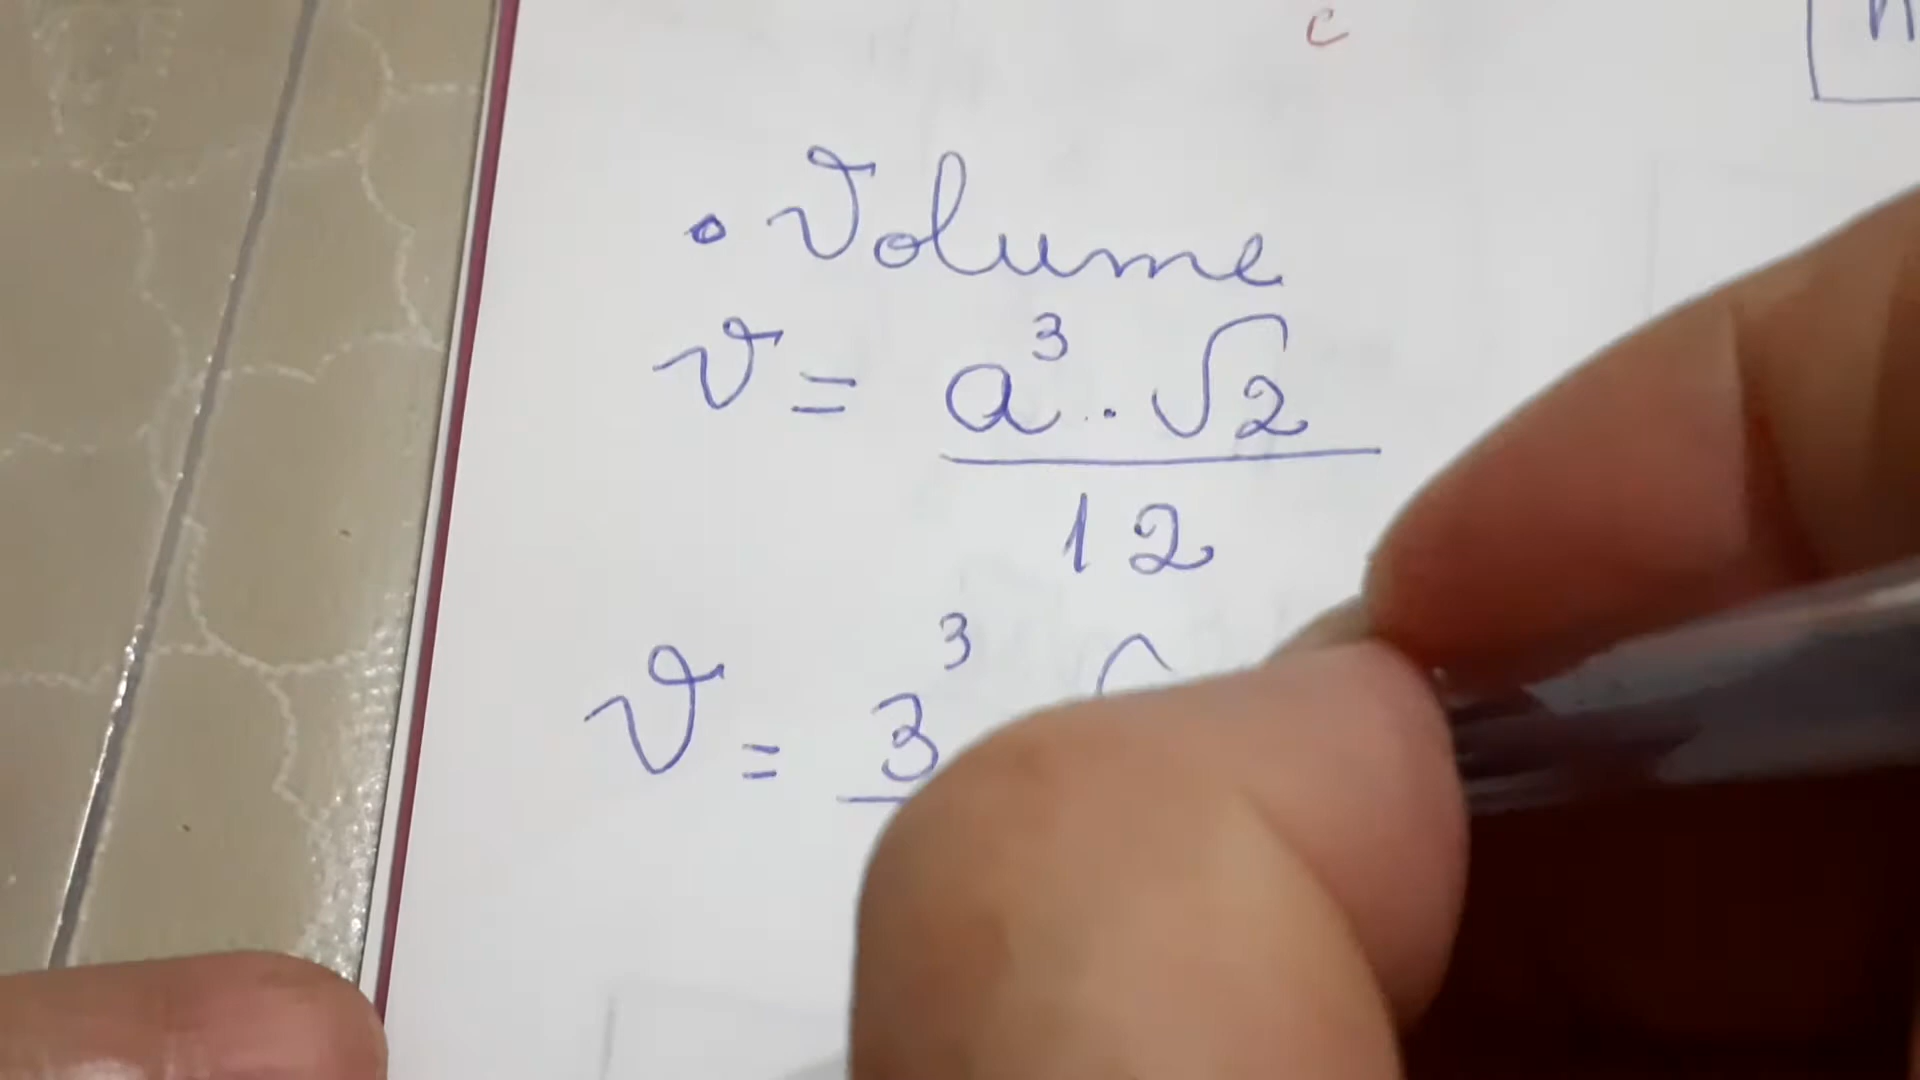 c
• Volume
V = a³ · √2
12
V = 3³